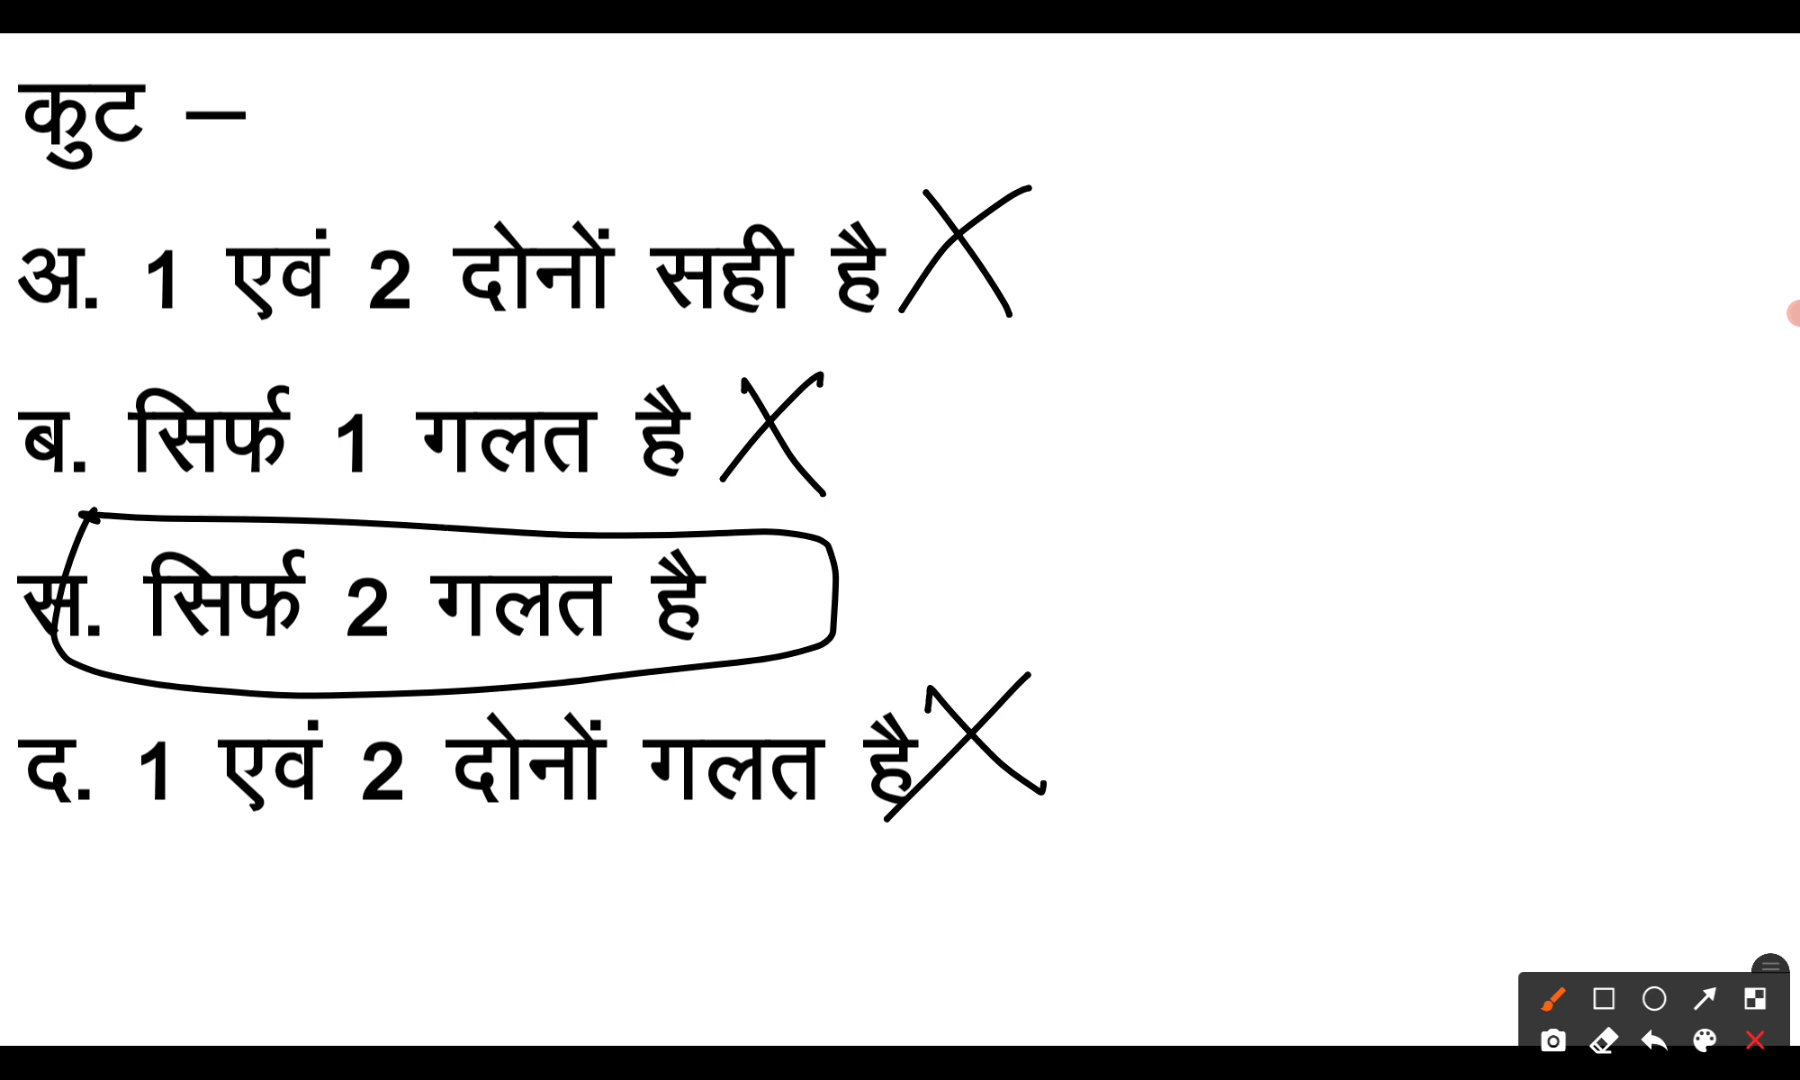 कुट –
अ. 1 एवं 2 दोनों सही है
ब. सिर्फ 1 गलत है
स. सिर्फ 2 गलत है
द. 1 एवं 2 दोनों गलत है